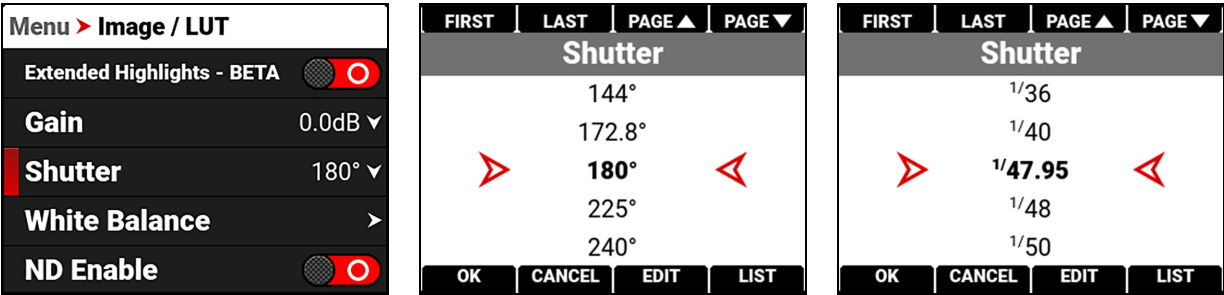 Menu > Image / LUT
Extended Highlights - BETA
Gain 0.0dB
Shutter 180°
White Balance
ND Enable
FIRST LAST PAGE▲ PAGE▼
Shutter
144°
172.8°
180°
225°
240°
OK CANCEL EDIT LIST
FIRST LAST PAGE▲ PAGE▼
Shutter
1/36
1/40
1/47.95
1/48
1/50
OK CANCEL EDIT LIST